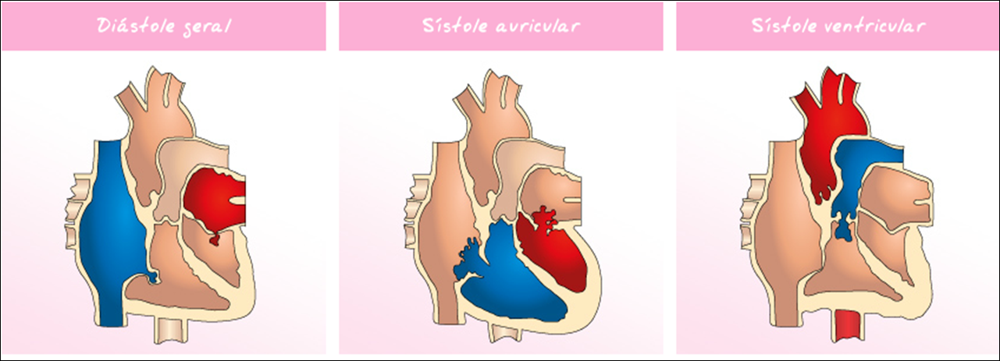 Diástole geral
Sístole auricular
Sístole ventricular